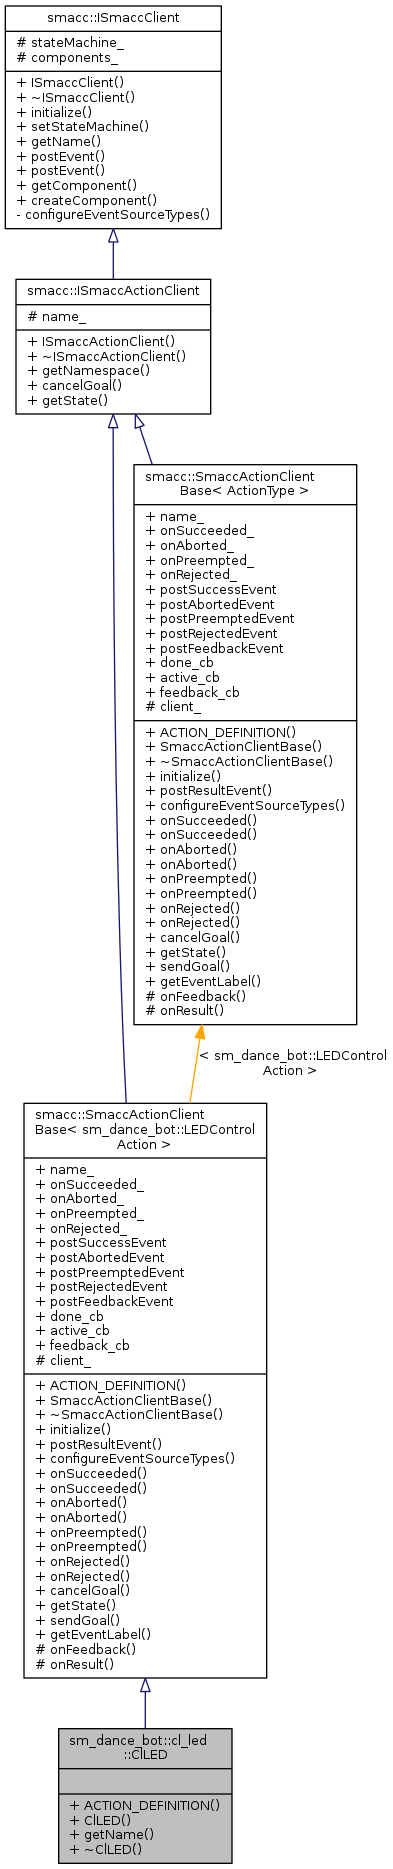 smacc::ISmaccClient
# stateMachine_
# components_
+ ISmaccClient()
+ ~ISmaccClient()
+ initialize()
+ setStateMachine()
+ getName()
+ postEvent()
+ postEvent()
+ getComponent()
+ createComponent()
- configureEventSourceTypes()
smacc::ISmaccActionClient
# name_
+ ISmaccActionClient()
+ ~ISmaccActionClient()
+ getNamespace()
+ cancelGoal()
+ getState()
smacc::SmaccActionClient
Base< ActionType >
+ name_
+ onSucceeded_
+ onAborted_
+ onPreempted_
+ onRejected_
+ postSuccessEvent
+ postAbortedEvent
+ postPreemptedEvent
+ postRejectedEvent
+ postFeedbackEvent
+ done_cb
+ active_cb
+ feedback_cb
# client_
+ ACTION_DEFINITION()
+ SmaccActionClientBase()
+ ~SmaccActionClientBase()
+ initialize()
+ postResultEvent()
+ configureEventSourceTypes()
+ onSucceeded()
+ onSucceeded()
+ onAborted()
+ onAborted()
+ onPreempted()
+ onPreempted()
+ onRejected()
+ onRejected()
+ cancelGoal()
+ getState()
+ sendGoal()
+ getEventLabel()
# onFeedback()
# onResult()
< sm_dance_bot::LEDControl
Action >
smacc::SmaccActionClient
Base< sm_dance_bot::LEDControl
Action >
+ name_
+ onSucceeded_
+ onAborted_
+ onPreempted_
+ onRejected_
+ postSuccessEvent
+ postAbortedEvent
+ postPreemptedEvent
+ postRejectedEvent
+ postFeedbackEvent
+ done_cb
+ active_cb
+ feedback_cb
# client_
+ ACTION_DEFINITION()
+ SmaccActionClientBase()
+ ~SmaccActionClientBase()
+ initialize()
+ postResultEvent()
+ configureEventSourceTypes()
+ onSucceeded()
+ onSucceeded()
+ onAborted()
+ onAborted()
+ onPreempted()
+ onPreempted()
+ onRejected()
+ onRejected()
+ cancelGoal()
+ getState()
+ sendGoal()
+ getEventLabel()
# onFeedback()
# onResult()
sm_dance_bot::cl_led
::ClLED
+ ACTION_DEFINITION()
+ ClLED()
+ getName()
+ ~ClLED()